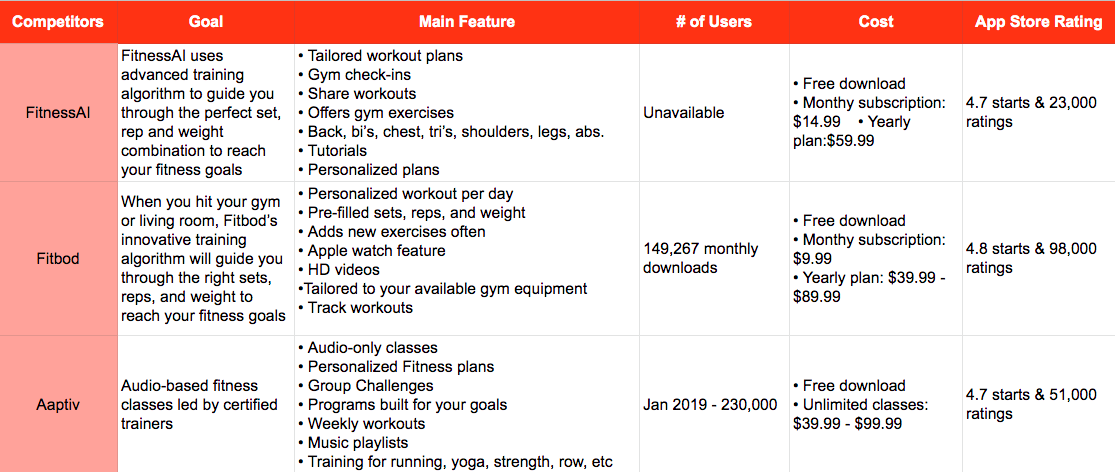 Competitors Goal Main Feature # of Users Cost App Store Rating
FitnessAI
FitnessAI uses
advanced training
algorithm to guide you
through the perfect set,
rep and weight
combination to reach
your fitness goals
• Tailored workout plans
• Gym check-ins
• Share workouts
• Offers gym exercises
• Back, bi's, chest, tri's, shoulders, legs, abs.
• Tutorials
• Personalized plans
Unavailable
• Free download
• Monthy subscription:
$14.99 • Yearly
plan:$59.99
4.7 starts & 23,000
ratings
Fitbod
When you hit your gym
or living room, Fitbod's
innovative training
algorithm will guide you
through the right sets,
reps, and weight to
reach your fitness goals
• Personalized workout per day
• Pre-filled sets, reps, and weight
• Adds new exercises often
• Apple watch feature
• HD videos
•Tailored to your available gym equipment
• Track workouts
149,267 monthly
downloads
• Free download
• Monthy subscription:
$9.99
• Yearly plan: $39.99 -
$89.99
4.8 starts & 98,000
ratings
Aaptiv
Audio-based fitness
classes led by certified
trainers
• Audio-only classes
• Personalized Fitness plans
• Group Challenges
• Programs built for your goals
• Weekly workouts
• Music playlists
• Training for running, yoga, strength, row, etc
Jan 2019 - 230,000
• Free download
• Unlimited classes:
$39.99 - $99.99
4.7 starts & 51,000
ratings